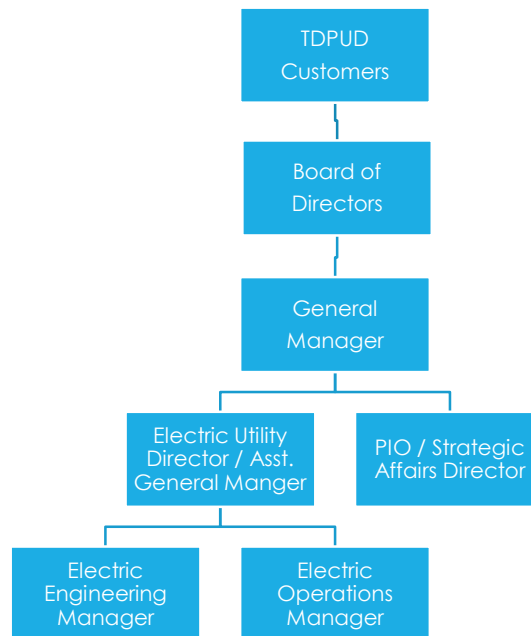 TDPUD
Customers
Board of
Directors
General
Manager
Electric Utility
Director / Asst.
General Manger
PIO / Strategic
Affairs Director
Electric
Engineering
Manager
Electric
Operations
Manager